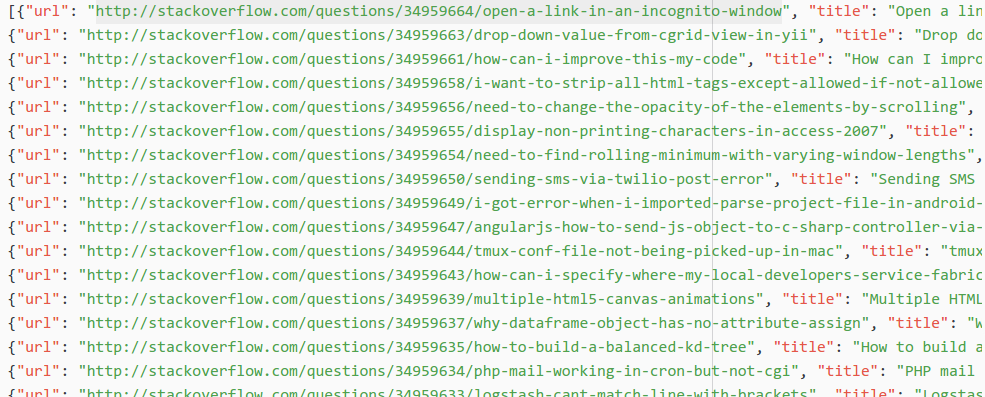 [{"url": "http://stackoverflow.com/questions/34959664/open-a-link-in-an-incognito-window", "title": "Open a lin
{"url": "http://stackoverflow.com/questions/34959663/drop-down-value-from-cgrid-view-in-yii", "title": "Drop do
{"url": "http://stackoverflow.com/questions/34959661/how-can-i-improve-this-my-code", "title": "How can I impro
{"url": "http://stackoverflow.com/questions/34959658/i-want-to-strip-all-html-tags-except-allowed-if-not-allowe
{"url": "http://stackoverflow.com/questions/34959656/need-to-change-the-opacity-of-the-elements-by-scrolling",
{"url": "http://stackoverflow.com/questions/34959655/display-non-printing-characters-in-access-2007", "title":
{"url": "http://stackoverflow.com/questions/34959654/need-to-find-rolling-minimum-with-varying-window-lengths",
{"url": "http://stackoverflow.com/questions/34959650/sending-sms-via-twilio-post-error", "title": "Sending SMS
{"url": "http://stackoverflow.com/questions/34959649/i-got-error-when-i-imported-parse-project-file-in-android-
{"url": "http://stackoverflow.com/questions/34959647/angularjs-how-to-send-js-object-to-c-sharp-controller-via-
{"url": "http://stackoverflow.com/questions/34959644/tmux-conf-file-not-being-picked-up-in-mac", "title": "tmux
{"url": "http://stackoverflow.com/questions/34959643/how-can-i-specify-where-my-local-developers-service-fabric
{"url": "http://stackoverflow.com/questions/34959639/multiple-html5-canvas-animations", "title": "Multiple HTML
{"url": "http://stackoverflow.com/questions/34959637/why-dataframe-object-has-no-attribute-assign", "title": "W
{"url": "http://stackoverflow.com/questions/34959635/how-to-build-a-balanced-kd-tree", "title": "How to build a
{"url": "http://stackoverflow.com/questions/34959634/php-mail-working-in-cron-but-not-cgi", "title": "PHP mail
{"url": "http://stackoverflow.com/questions/34959633/logstash-cant-match-line-with-brackets", "title": "Logstas